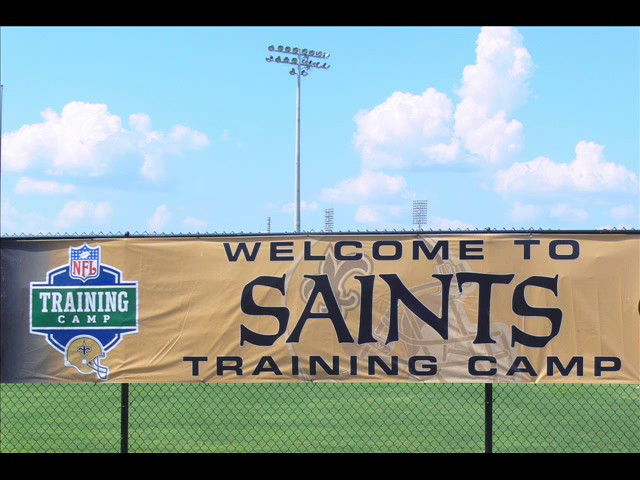 NFL
TRAINING
CAMP
WELCOME TO
SAINTS
TRAINING CAMP